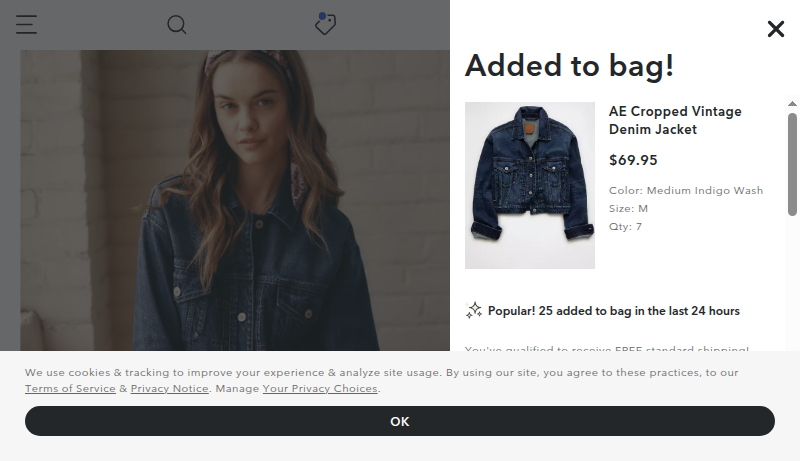 Added to bag!
AE Cropped Vintage
Denim Jacket
$69.95
Color: Medium Indigo Wash
Size: M
Qty: 7
Popular! 25 added to bag in the last 24 hours
You've qualified to receive FREE standard shipping!
We use cookies & tracking to improve your experience & analyze site usage. By using our site, you agree to these practices, to our
Terms of Service & Privacy Notice. Manage Your Privacy Choices.
OK